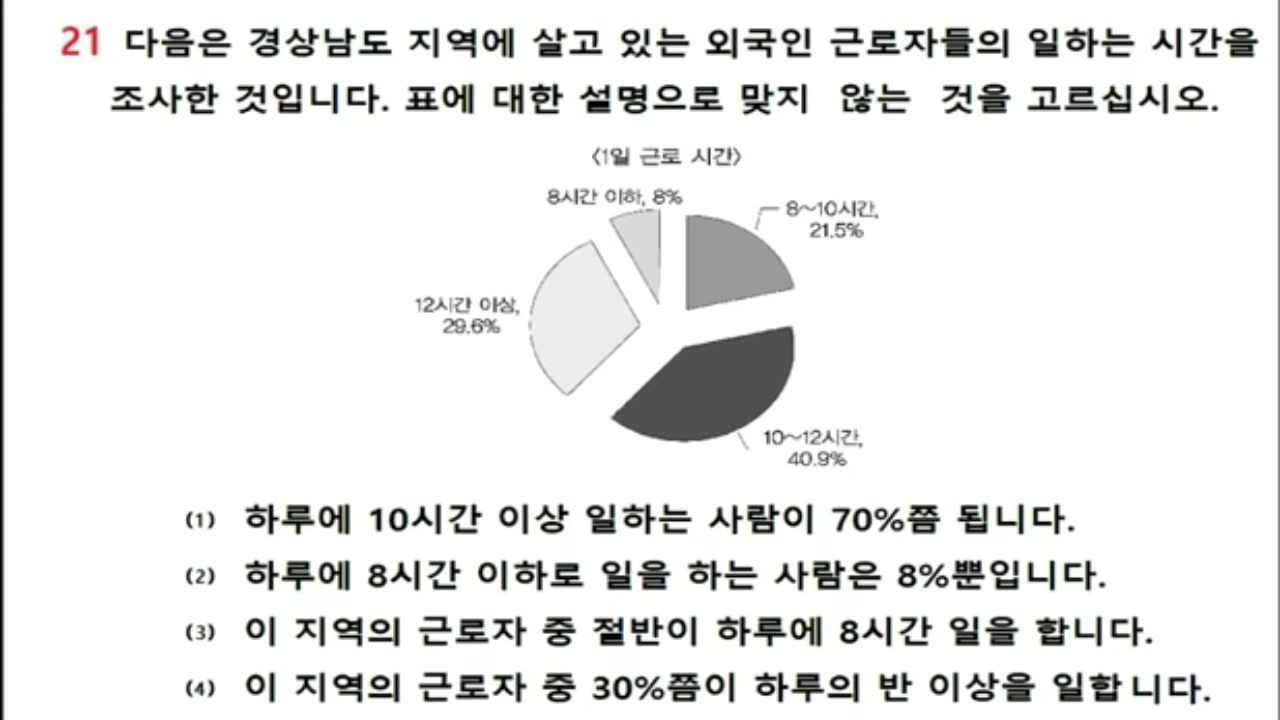 21 다음은 경상남도 지역에 살고 있는 외국인 근로자들의 일하는 시간을
조사한 것입니다. 표에 대한 설명으로 맞지 않는 것을 고르십시오.
〈1일 근로 시간〉
8시간 이하, 8%
8~10시간,
21.5%
12시간 이상,
29.6%
10~12시간,
40.9%
(1) 하루에 10시간 이상 일하는 사람이 70%쯤 됩니다.
(2) 하루에 8시간 이하로 일을 하는 사람은 8%뿐입니다.
(3) 이 지역의 근로자 중 절반이 하루에 8시간 일을 합니다.
(4) 이 지역의 근로자 중 30%쯤이 하루의 반 이상을 일합니다.